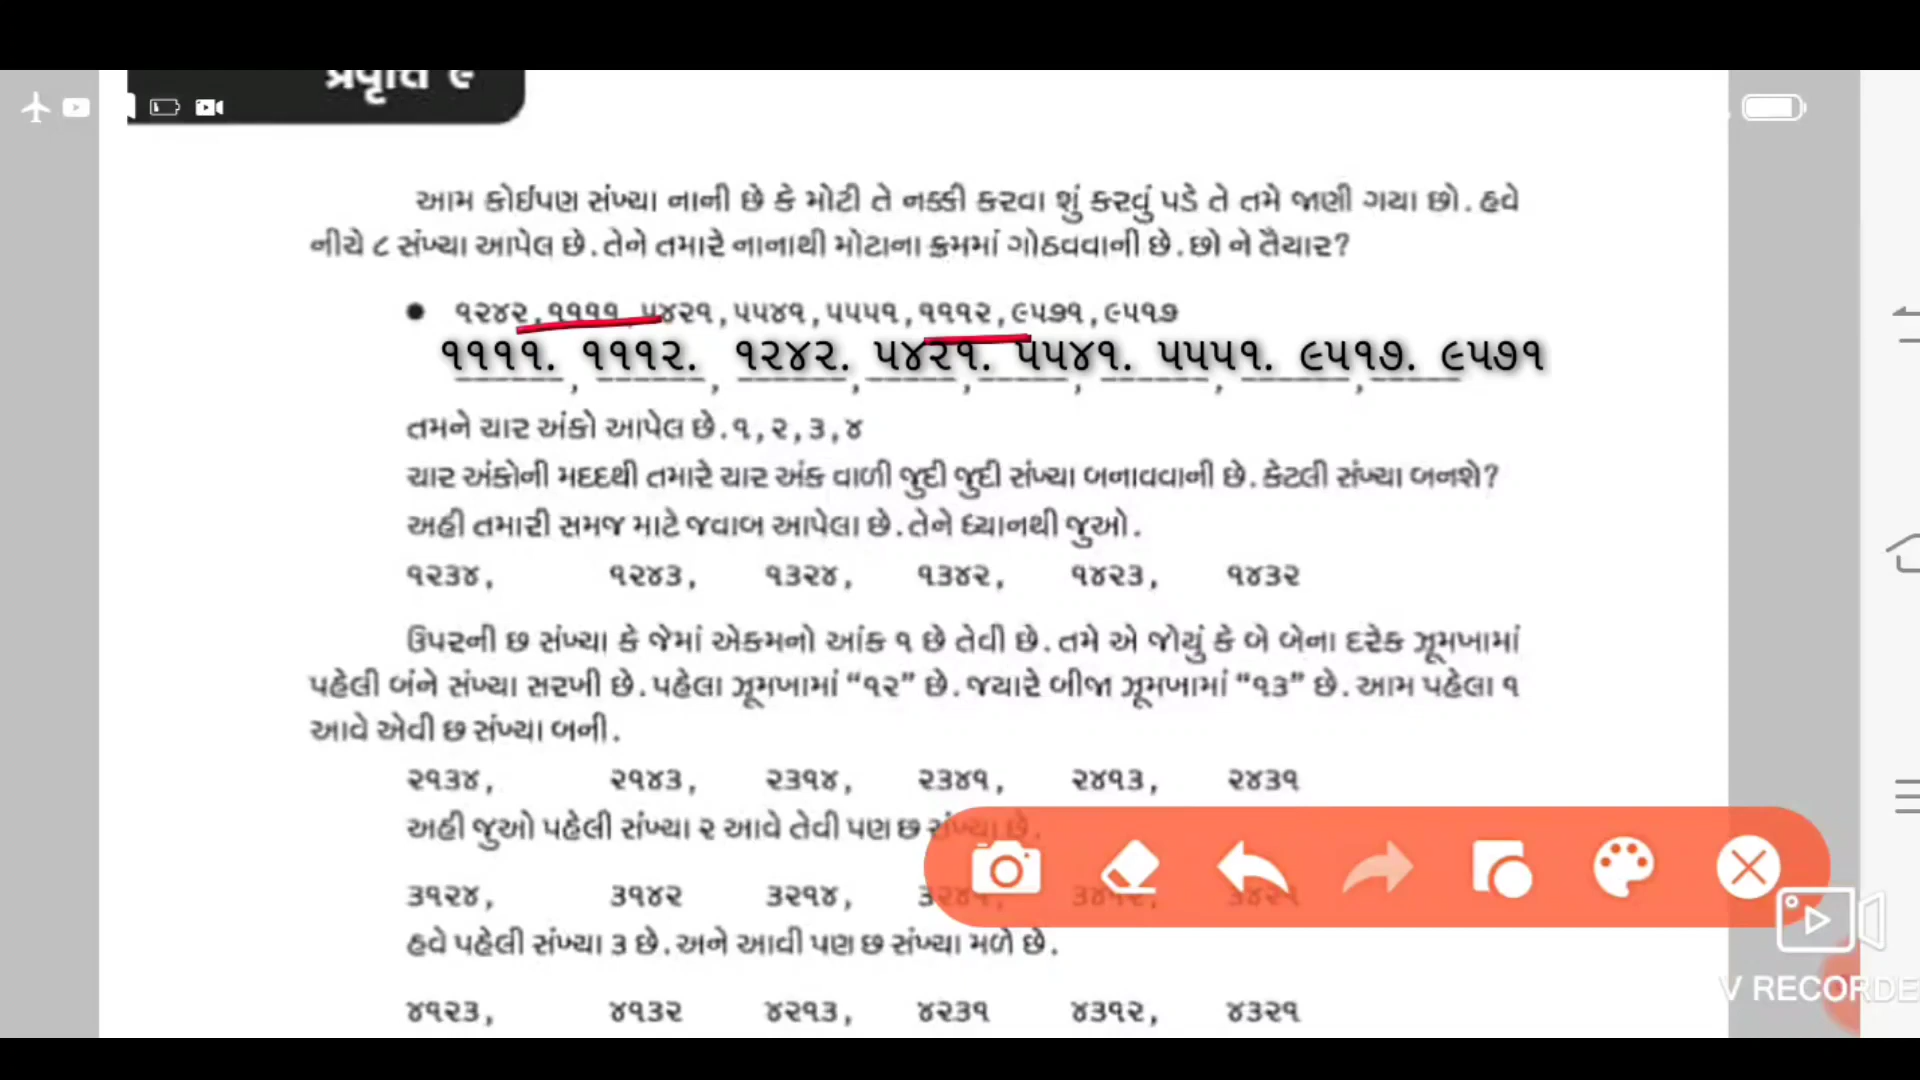 પ્રવૃત્તિ ૯
આમ કોઈપણ સંખ્યા નાની છે કે મોટી તે નક્કી કરવા શું કરવું પડે તે તમે જાણી ગયા છો. હવે
નીચે ૮ સંખ્યા આપેલ છે. તેને તમારે નાનાથી મોટાના ક્રમમાં ગોઠવવાની છે. છો ને તૈયાર?
● ૧૨૪૨, ૧૧૧૧, ૫૪૨૧, ૫૫૪૧, ૫૫૫૧, ૧૧૧૨, ૯૫૭૧, ૯૫૧૭
૧૧૧૧. ૧૧૧૨. ૧૨૪૨. ૫૪૨૧. ૫૫૪૧. ૫૫૫૧. ૯૫૧૭. ૯૫૭૧
તમને ચાર અંકો આપેલ છે. ૧, ૨, ૩, ૪
ચાર અંકોની મદદથી તમારે ચાર અંક વાળી જુદી જુદી સંખ્યા બનાવવાની છે. કેટલી સંખ્યા બનશે?
અહી તમારી સમજ માટે જવાબ આપેલા છે. તેને ધ્યાનથી જુઓ.
૧૨૩૪, ૧૨૪૩, ૧૩૨૪, ૧૩૪૨, ૧૪૨૩, ૧૪૩૨
ઉપરની છ સંખ્યા કે જેમાં એકમનો આંક ૧ છે તેવી છે. તમે એ જોયું કે બે બેના દરેક ઝૂમખામાં
પહેલી બંને સંખ્યા સરખી છે. પહેલા ઝૂમખામાં “૧૨” છે. જ્યારે બીજા ઝૂમખામાં “૧૩” છે. આમ પહેલા ૧
આવે એવી છ સંખ્યા બની.
૨૧૩૪, ૨૧૪૩, ૨૩૧૪, ૨૩૪૧, ૨૪૧૩, ૨૪૩૧
અહી જુઓ પહેલી સંખ્યા ૨ આવે તેવી પણ છ સંખ્યા છે.
૩૧૨૪, ૩૧૪૨ ૩૨૧૪, ૩૨૪૧, ૩૪૧૨, ૩૪૨૧
હવે પહેલી સંખ્યા ૩ છે. અને આવી પણ છ સંખ્યા મળે છે.
૪૧૨૩, ૪૧૩૨ ૪૨૧૩, ૪૨૩૧ ૪૩૧૨, ૪૩૨૧
V RECORDE